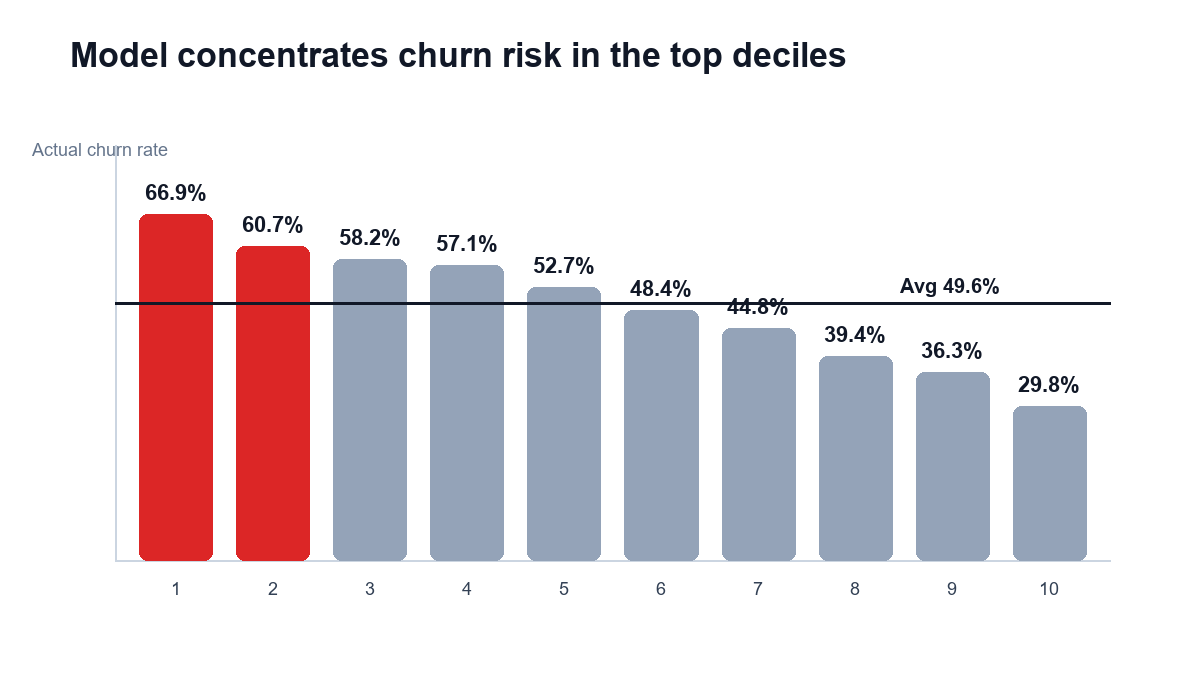 Model concentrates churn risk in the top deciles
Actual churn rate
66.9%
60.7%
58.2%
57.1%
52.7%
48.4%
44.8%
Avg 49.6%
39.4%
36.3%
29.8%
1 2 3 4 5 6 7 8 9 10